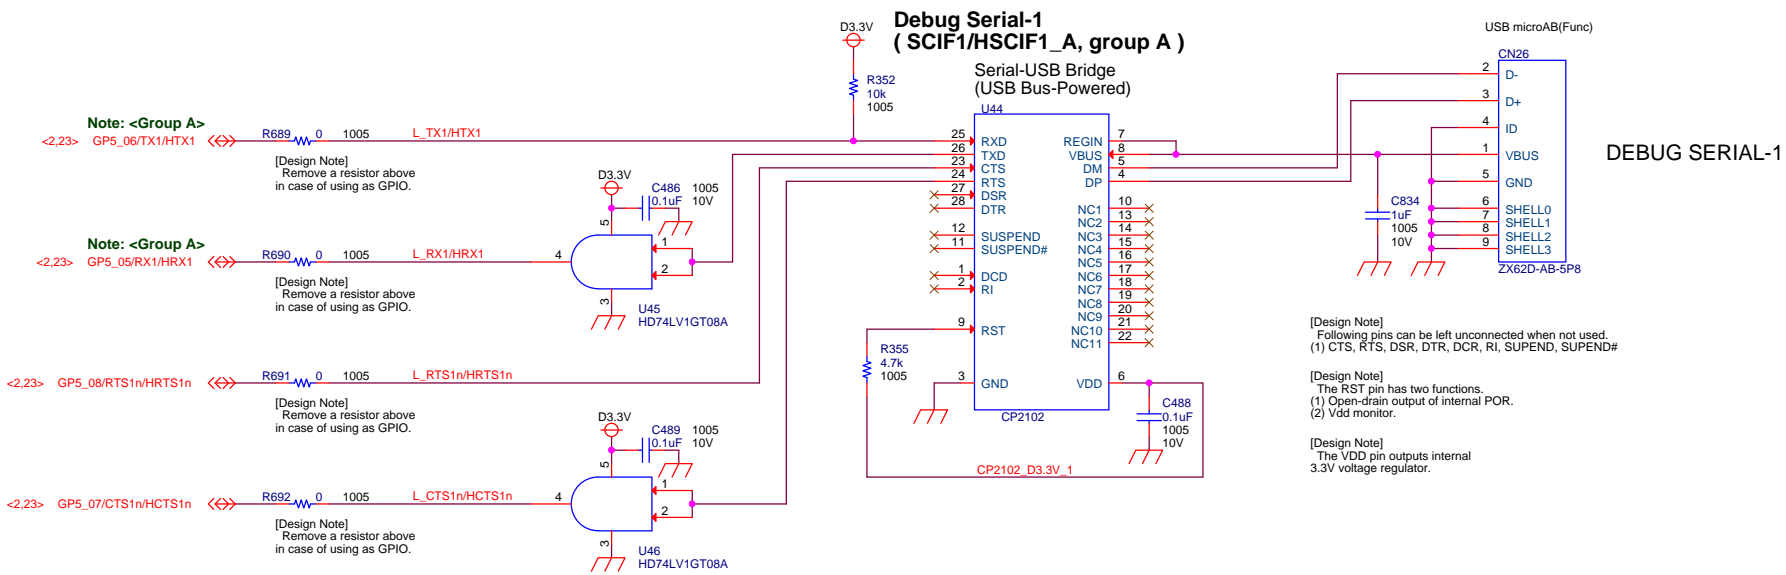 Debug Serial-1
( SCIF1/HSCIF1_A, group A )
Serial-USB Bridge
(USB Bus-Powered)
USB microAB(Func)
DEBUG SERIAL-1
D3.3V
R352
10k
1005
Note: <Group A>
<2,23> GP5_06/TX1/HTX1
R689 0 1005
L_TX1/HTX1
[Design Note]
Remove a resistor above
in case of using as GPIO.
D3.3V
C486 1005
0.1uF 10V
5
1
2
4
3
U45
HD74LV1GT08A
Note: <Group A>
<2,23> GP5_05/RX1/HRX1
R690 0 1005
L_RX1/HRX1
[Design Note]
Remove a resistor above
in case of using as GPIO.
<2,23> GP5_08/RTS1n/HRTS1n
R691 0 1005
L_RTS1n/HRTS1n
[Design Note]
Remove a resistor above
in case of using as GPIO.
D3.3V
C489 1005
0.1uF 10V
5
1
2
4
3
U46
HD74LV1GT08A
<2,23> GP5_07/CTS1n/HCTS1n
R692 0 1005
L_CTS1n/HCTS1n
[Design Note]
Remove a resistor above
in case of using as GPIO.
U44
25 RXD
26 TXD
23 CTS
24 RTS
27 DSR
28 DTR
12 SUSPEND
11 SUSPEND#
1 DCD
2 RI
9 RST
3 GND
REGIN 7
VBUS 8
DM 5
DP 4
NC1 10
NC2 13
NC3 14
NC4 15
NC5 16
NC6 17
NC7 18
NC8 19
NC9 20
NC10 21
NC11 22
VDD 6
CP2102
R355
4.7k
1005
CP2102_D3.3V_1
C488
0.1uF
1005
10V
C834
1uF
1005
10V
CN26
2 D-
3 D+
4 ID
1 VBUS
5 GND
6 SHELL0
7 SHELL1
8 SHELL2
9 SHELL3
ZX62D-AB-5P8
[Design Note]
Following pins can be left unconnected when not used.
(1) CTS, RTS, DSR, DTR, DCR, RI, SUPEND, SUPEND#
[Design Note]
The RST pin has two functions.
(1) Open-drain output of internal POR.
(2) Vdd monitor.
[Design Note]
The VDD pin outputs internal
3.3V voltage regulator.